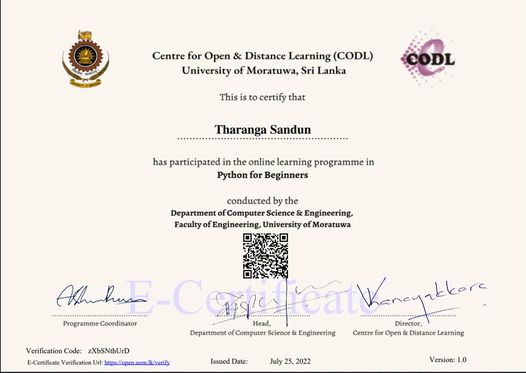 Centre for Open & Distance Learning (CODL)
University of Moratuwa, Sri Lanka
CODL
This is to certify that
Tharanga Sandun
has participated in the online learning programme in
Python for Beginners
conducted by the
Department of Computer Science & Engineering,
Faculty of Engineering, University of Moratuwa
E-Certificate
Programme Coordinator
Head,
Department of Computer Science & Engineering
Director,
Centre for Open & Distance Learning
Verification Code: zXbSNthUrD
E-Certificate Verification Url: https://open.uom.lk/verify
Issued Date: July 25, 2022
Version: 1.0